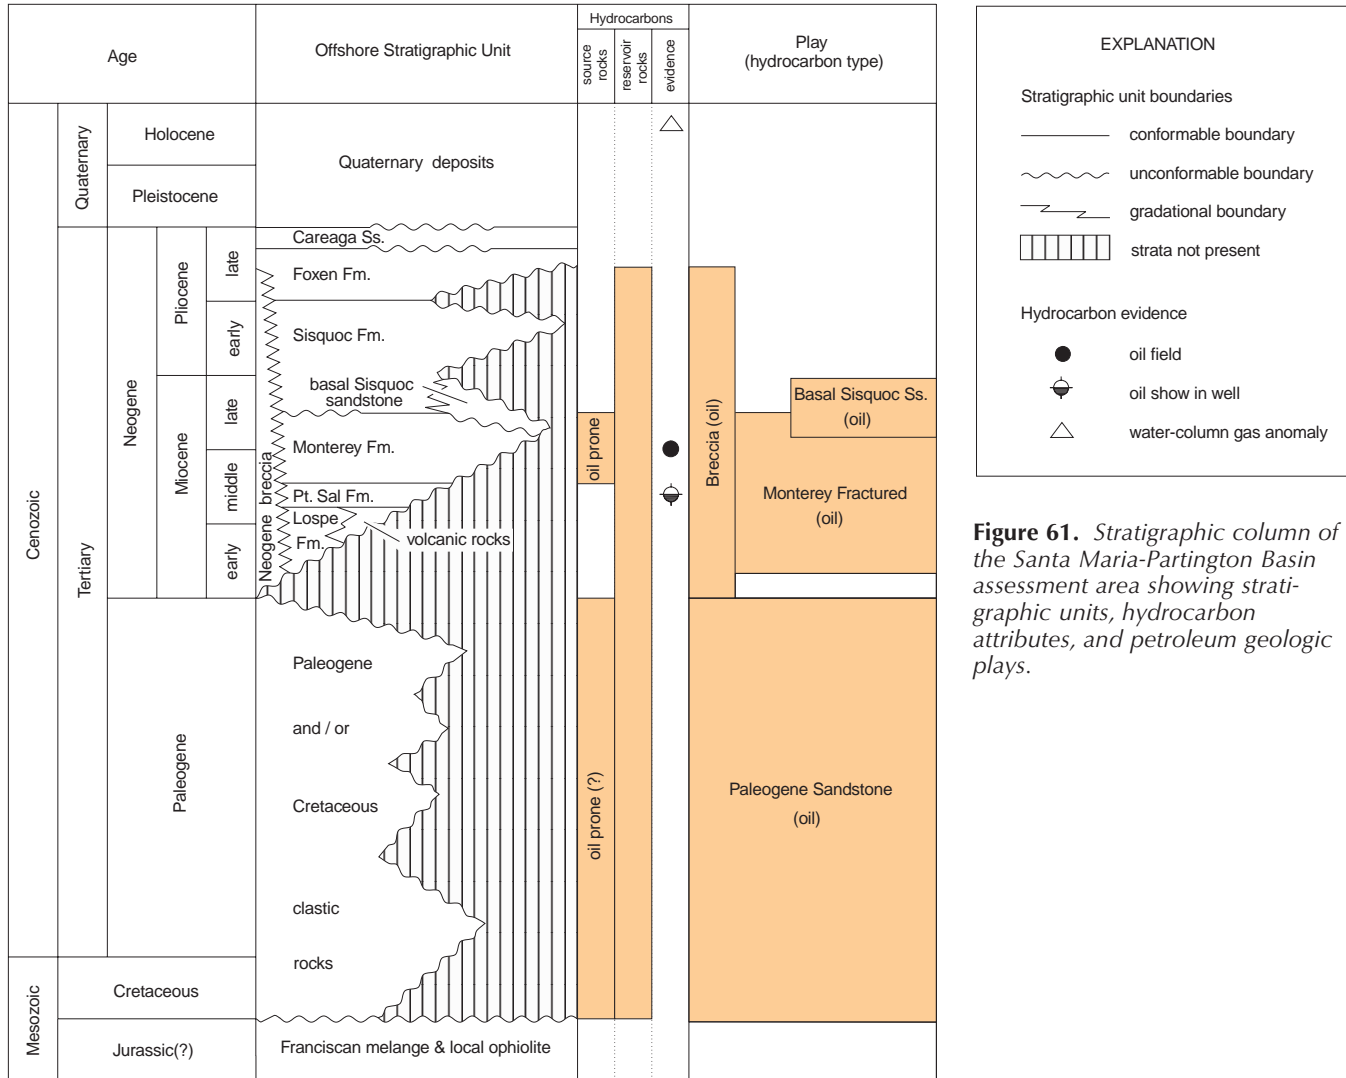 Age
Offshore Stratigraphic Unit
Hydrocarbons
source
rocks
reservoir
rocks
evidence
Play
(hydrocarbon type)
Cenozoic
Mesozoic
Quaternary
Tertiary
Holocene
Pleistocene
Neogene
Paleogene
Pliocene
Miocene
late
early
late
middle
early
Cretaceous
Jurassic(?)
Quaternary deposits
Careaga Ss.
Foxen Fm.
Sisquoc Fm.
basal Sisquoc
sandstone
Monterey Fm.
Pt. Sal Fm.
Lospe
Fm.
volcanic rocks
Neogene breccia
Paleogene
and / or
Cretaceous
clastic
rocks
Franciscan melange & local ophiolite
oil prone
oil prone (?)
Breccia (oil)
Basal Sisquoc Ss.
(oil)
Monterey Fractured
(oil)
Paleogene Sandstone
(oil)
EXPLANATION
Stratigraphic unit boundaries
conformable boundary
unconformable boundary
gradational boundary
strata not present
Hydrocarbon evidence
oil field
oil show in well
water-column gas anomaly
Figure 61. Stratigraphic column of
the Santa Maria-Partington Basin
assessment area showing strati-
graphic units, hydrocarbon
attributes, and petroleum geologic
plays.